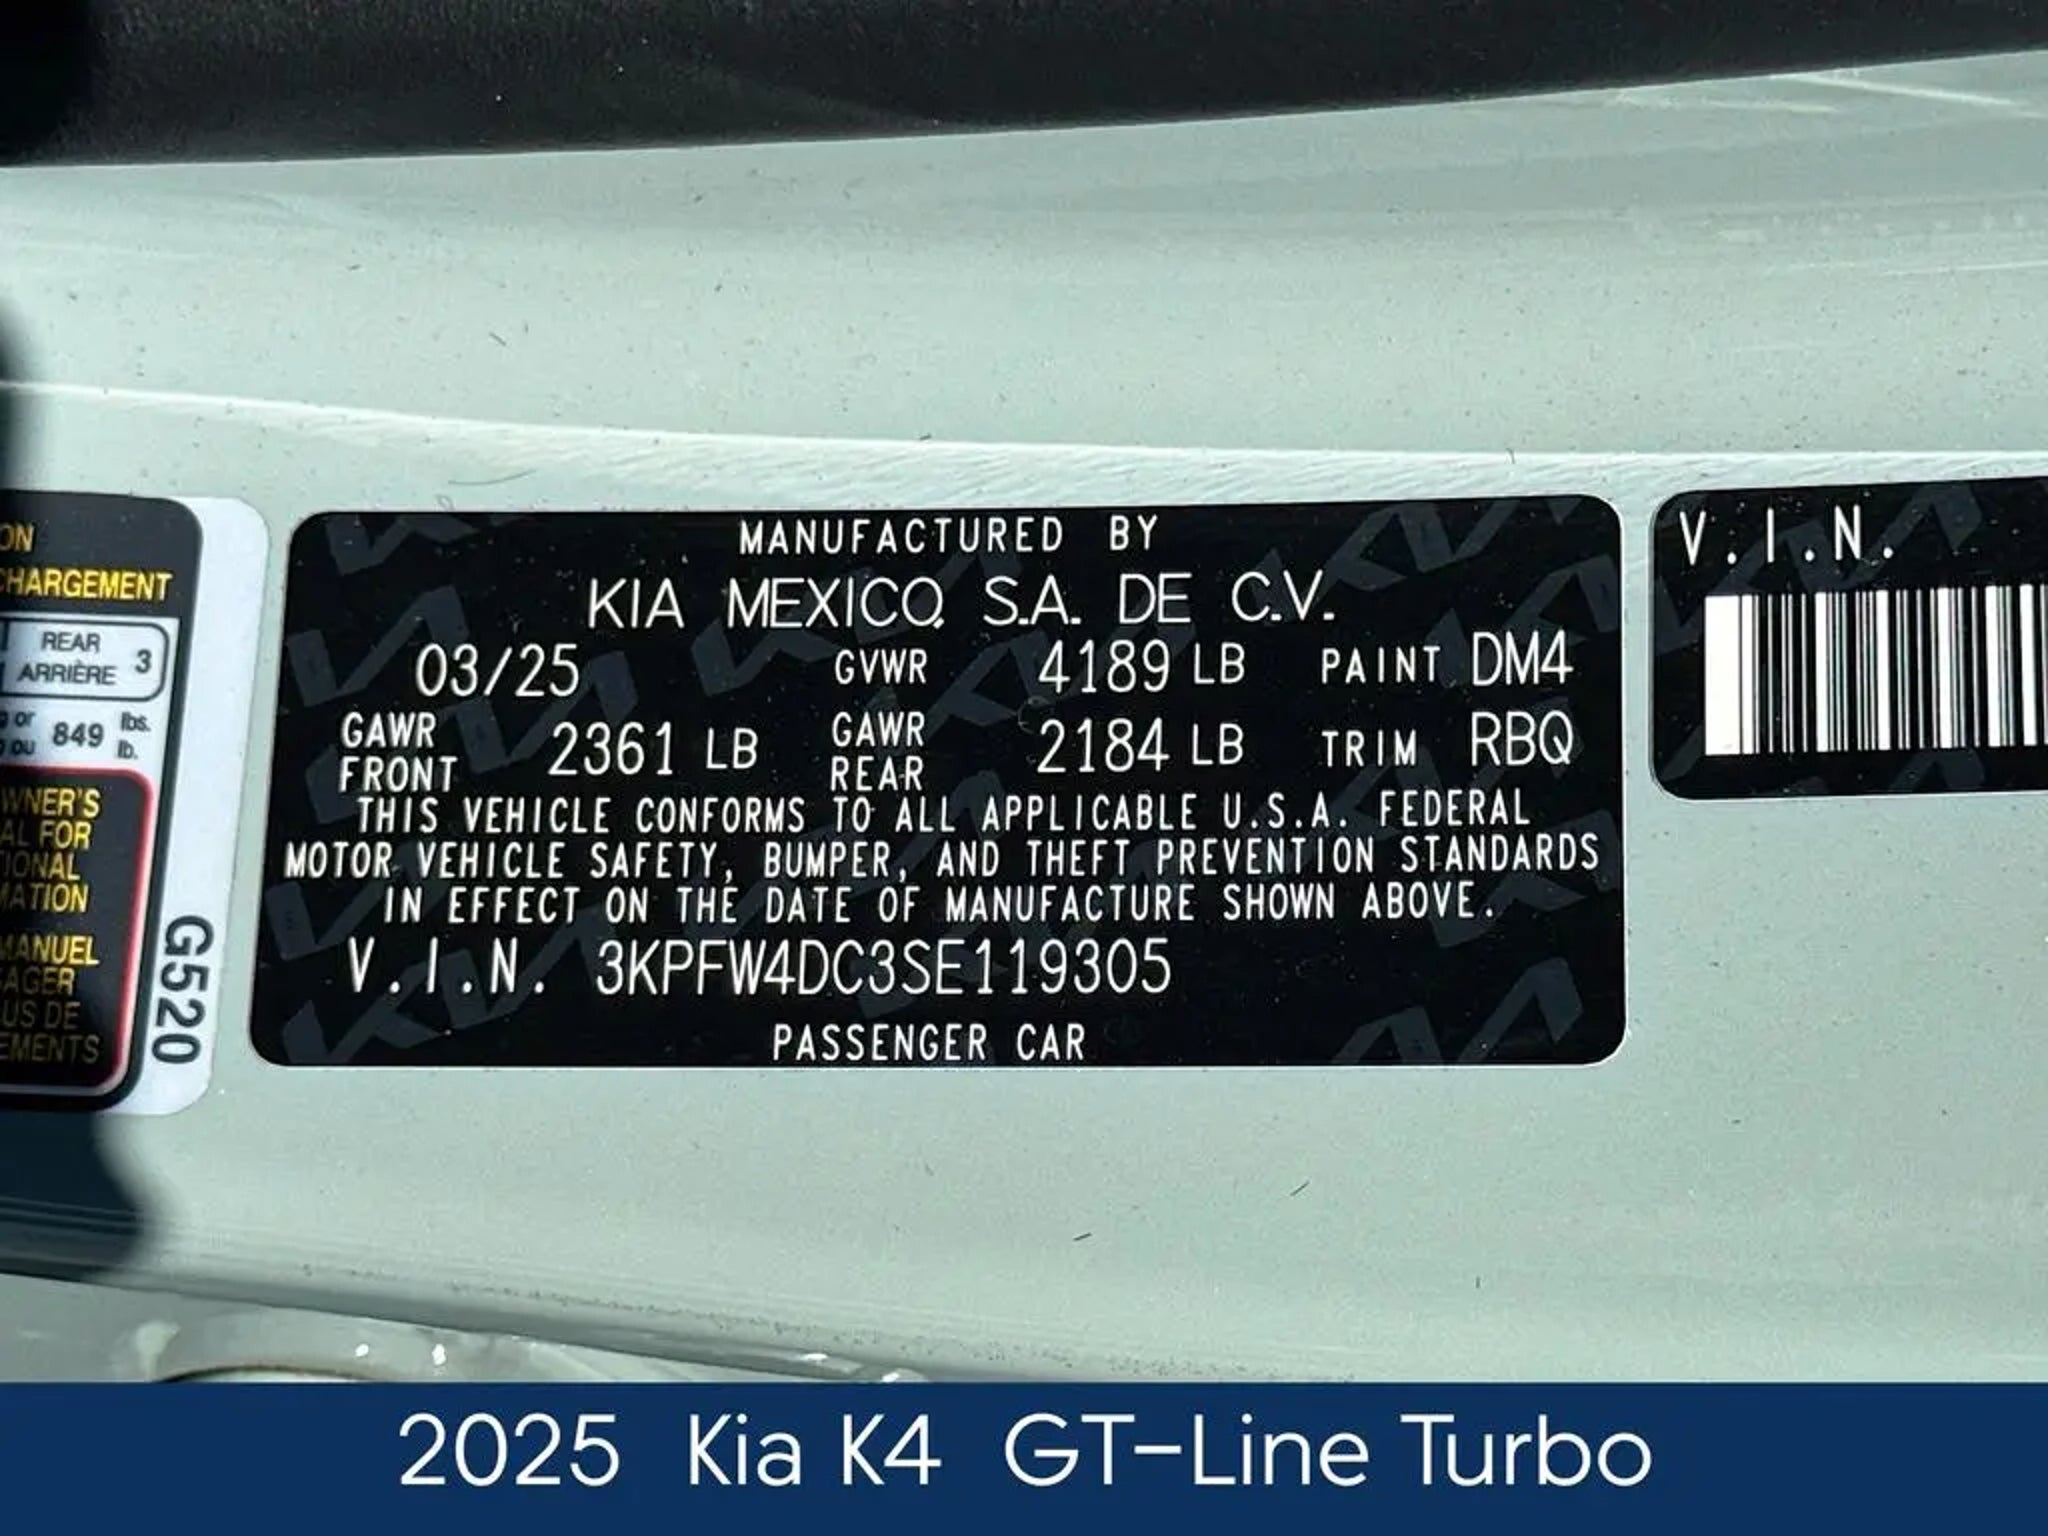 ON
CHARGEMENT
REAR
ARRIÈRE 3
or 849 lbs.
ou lb.
WNER'S
AL FOR
IONAL
MATION
MANUEL
AGER
US DE
EMENTS
G520
MANUFACTURED BY
KIA MEXICO, S.A. DE C.V.
03/25 GVWR 4189 LB PAINT DM4
GAWR FRONT 2361 LB GAWR REAR 2184 LB TRIM RBQ
THIS VEHICLE CONFORMS TO ALL APPLICABLE U.S.A. FEDERAL
MOTOR VEHICLE SAFETY, BUMPER, AND THEFT PREVENTION STANDARDS
IN EFFECT ON THE DATE OF MANUFACTURE SHOWN ABOVE.
V.I.N. 3KPFW4DC3SE119305
PASSENGER CAR
V.I.N.
2025 Kia K4 GT-Line Turbo